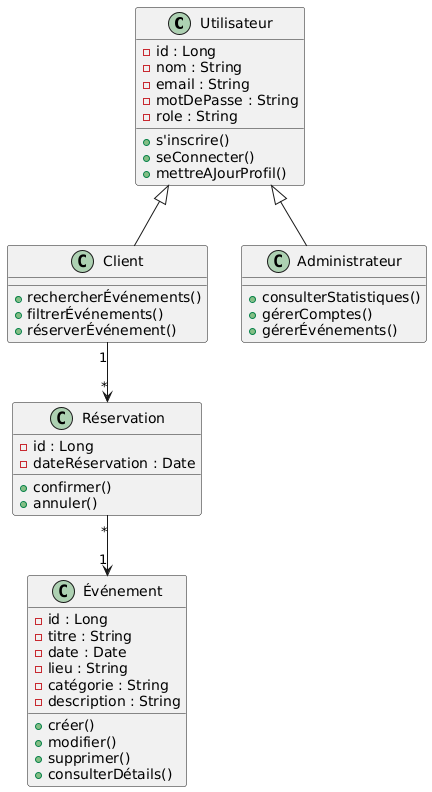 C Utilisateur
id : Long
nom : String
email : String
motDePasse : String
role : String
s'inscrire()
seConnecter()
mettreAJourProfil()
C Client
rechercherÉvénements()
filtrerÉvénements()
réserverÉvénement()
C Administrateur
consulterStatistiques()
gérerComptes()
gérerÉvénements()
1
*
C Réservation
id : Long
dateRéservation : Date
confirmer()
annuler()
*
1
C Événement
id : Long
titre : String
date : Date
lieu : String
catégorie : String
description : String
créer()
modifier()
supprimer()
consulterDétails()